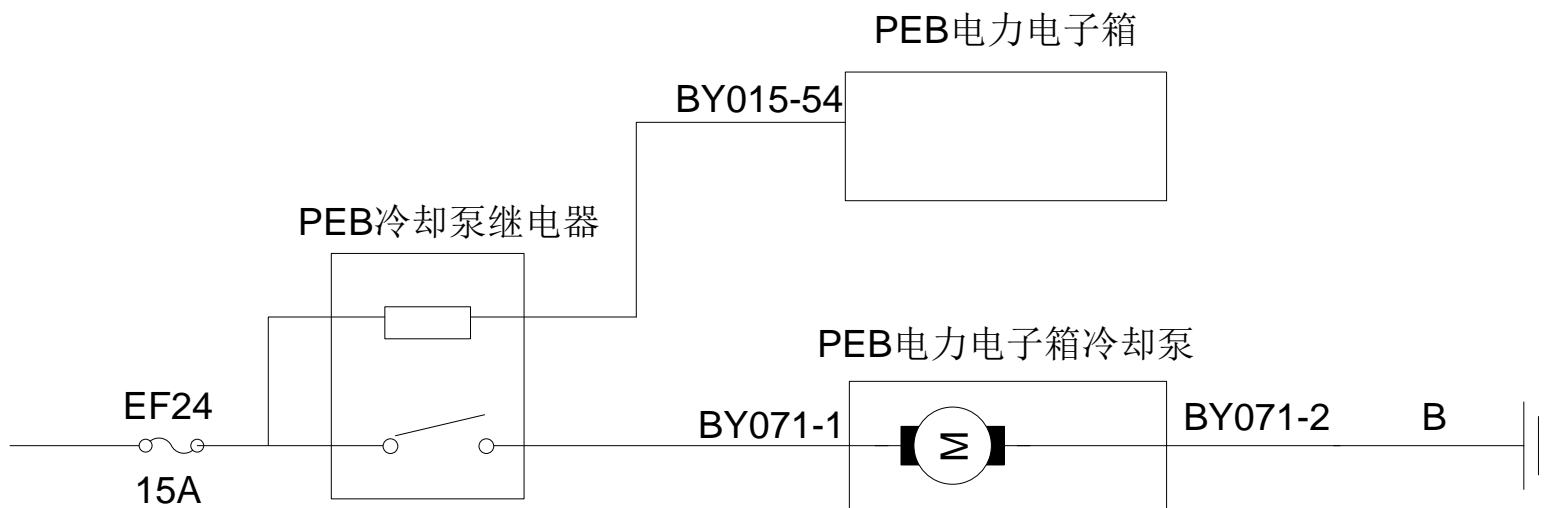 PEB电力电子箱
BY015-54
PEB冷却泵继电器
PEB电力电子箱冷却泵
EF24
BY071-1
M
BY071-2
B
15A